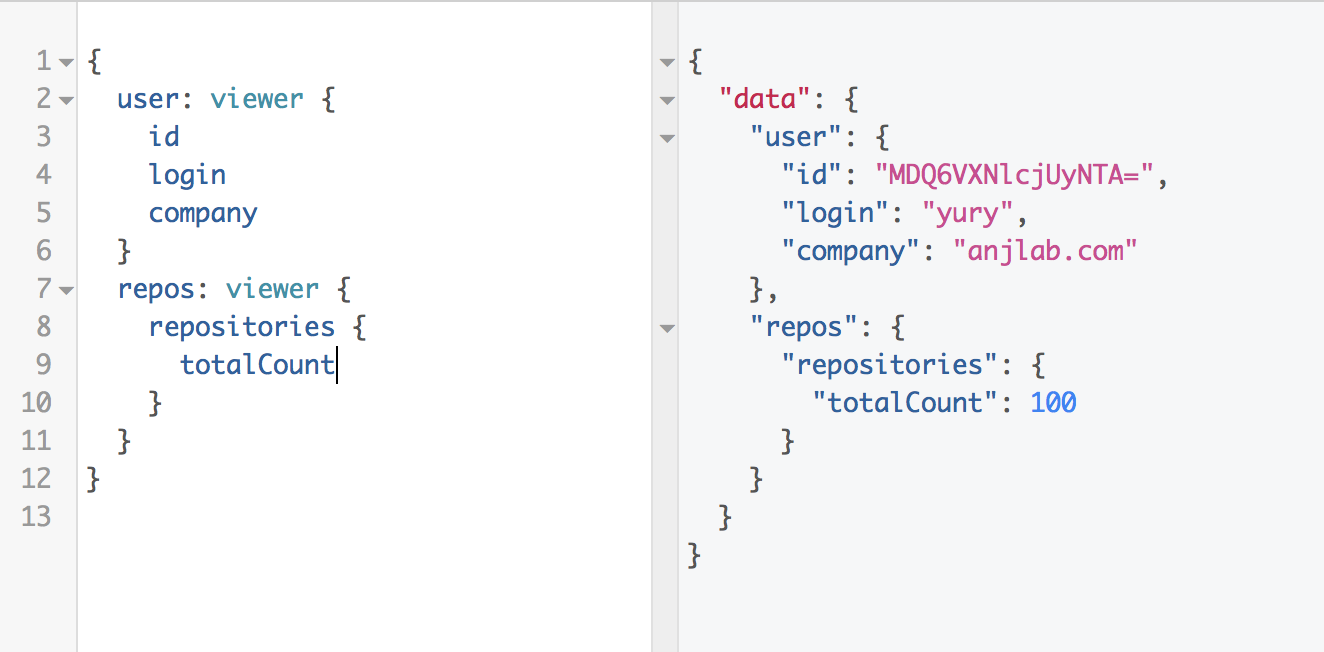 1 {
2 user: viewer {
3 id
4 login
5 company
6 }
7 repos: viewer {
8 repositories {
9 totalCount
10 }
11 }
12 }
13
{
"data": {
"user": {
"id": "MDQ6VXNlcjUyNTA=",
"login": "yury",
"company": "anjlab.com"
},
"repos": {
"repositories": {
"totalCount": 100
}
}
}
}